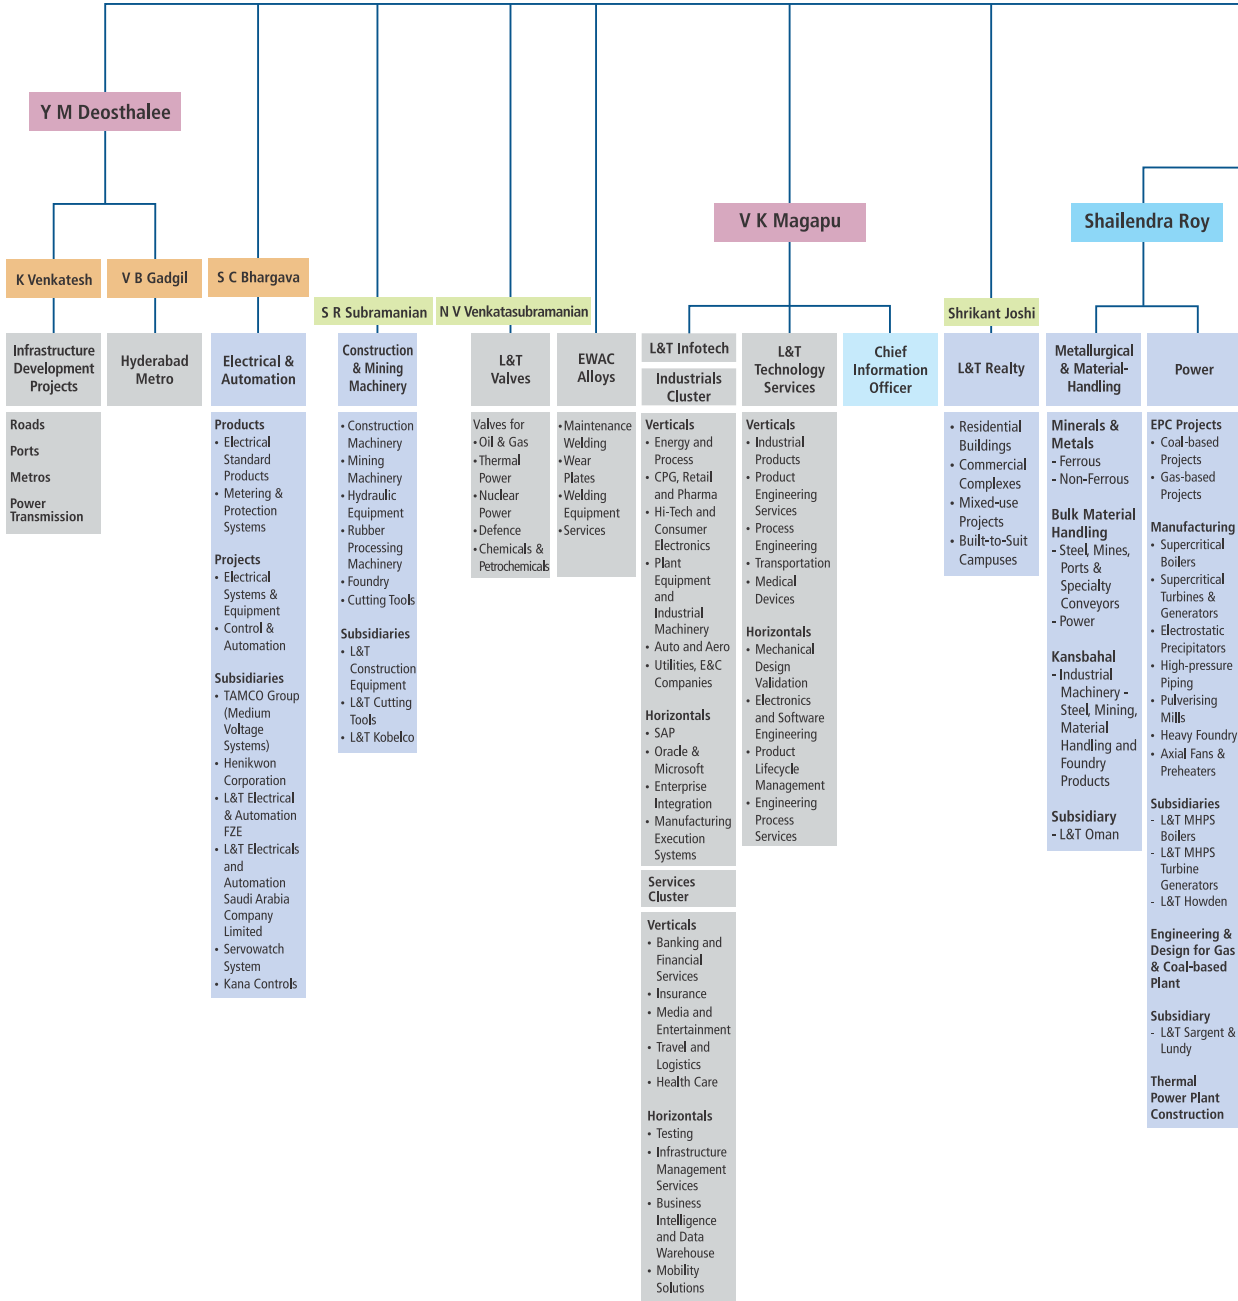 Y M Deosthalee
V K Magapu
Shailendra Roy
K Venkatesh
V B Gadgil
S C Bhargava
S R Subramanian
N V Venkatasubramanian
Shrikant Joshi
Infrastructure
Development
Projects
Roads
Ports
Metros
Power
Transmission
Hyderabad
Metro
Electrical &
Automation
Products
• Electrical
Standard
Products
• Metering &
Protection
Systems
Projects
• Electrical
Systems &
Equipment
• Control &
Automation
Subsidiaries
• TAMCO Group
(Medium
Voltage
Systems)
• Henikwon
Corporation
• L&T Electrical
& Automation
FZE
• L&T Electricals
and
Automation
Saudi Arabia
Company
Limited
• Servowatch
System
• Kana Controls
Construction
& Mining
Machinery
• Construction
Machinery
• Mining
Machinery
• Hydraulic
Equipment
• Rubber
Processing
Machinery
• Foundry
• Cutting Tools
Subsidiaries
• L&T
Construction
Equipment
• L&T Cutting
Tools
• L&T Kobelco
L&T
Valves
Valves for
• Oil & Gas
• Thermal
Power
• Nuclear
Power
• Defence
• Chemicals &
Petrochemicals
EWAC
Alloys
• Maintenance
Welding
• Wear
Plates
• Welding
Equipment
• Services
L&T Infotech
Industrials
Cluster
Verticals
• Energy and
Process
• CPG, Retail
and Pharma
• Hi-Tech and
Consumer
Electronics
• Plant
Equipment
and
Industrial
Machinery
• Auto and Aero
• Utilities, E&C
Companies
Horizontals
• SAP
• Oracle &
Microsoft
• Enterprise
Integration
• Manufacturing
Execution
Systems
Services
Cluster
Verticals
• Banking and
Financial
Services
• Insurance
• Media and
Entertainment
• Travel and
Logistics
• Health Care
Horizontals
• Testing
• Infrastructure
Management
Services
• Business
Intelligence
and Data
Warehouse
• Mobility
Solutions
L&T
Technology
Services
Verticals
• Industrial
Products
• Product
Engineering
Services
• Process
Engineering
• Transportation
• Medical
Devices
Horizontals
• Mechanical
Design
Validation
• Electronics
and Software
Engineering
• Product
Lifecycle
Management
• Engineering
Process
Services
Chief
Information
Officer
L&T Realty
• Residential
Buildings
• Commercial
Complexes
• Mixed-use
Projects
• Built-to-Suit
Campuses
Metallurgical
& Material-
Handling
Minerals &
Metals
- Ferrous
- Non-Ferrous
Bulk Material
Handling
- Steel, Mines,
Ports &
Specialty
Conveyors
- Power
Kansbahal
- Industrial
Machinery -
Steel, Mining,
Material
Handling and
Foundry
Products
Subsidiary
- L&T Oman
Power
EPC Projects
• Coal-based
Projects
• Gas-based
Projects
Manufacturing
• Supercritical
Boilers
• Supercritical
Turbines &
Generators
• Electrostatic
Precipitators
• High-pressure
Piping
• Pulverising
Mills
• Heavy Foundry
• Axial Fans &
Preheaters
Subsidiaries
- L&T MHPS
Boilers
- L&T MHPS
Turbine
Generators
- L&T Howden
Engineering &
Design for Gas
& Coal-based
Plant
Subsidiary
- L&T Sargent &
Lundy
Thermal
Power Plant
Construction